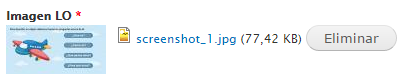 Imagen LO *
screenshot_1.jpg (77,42 KB) Eliminar